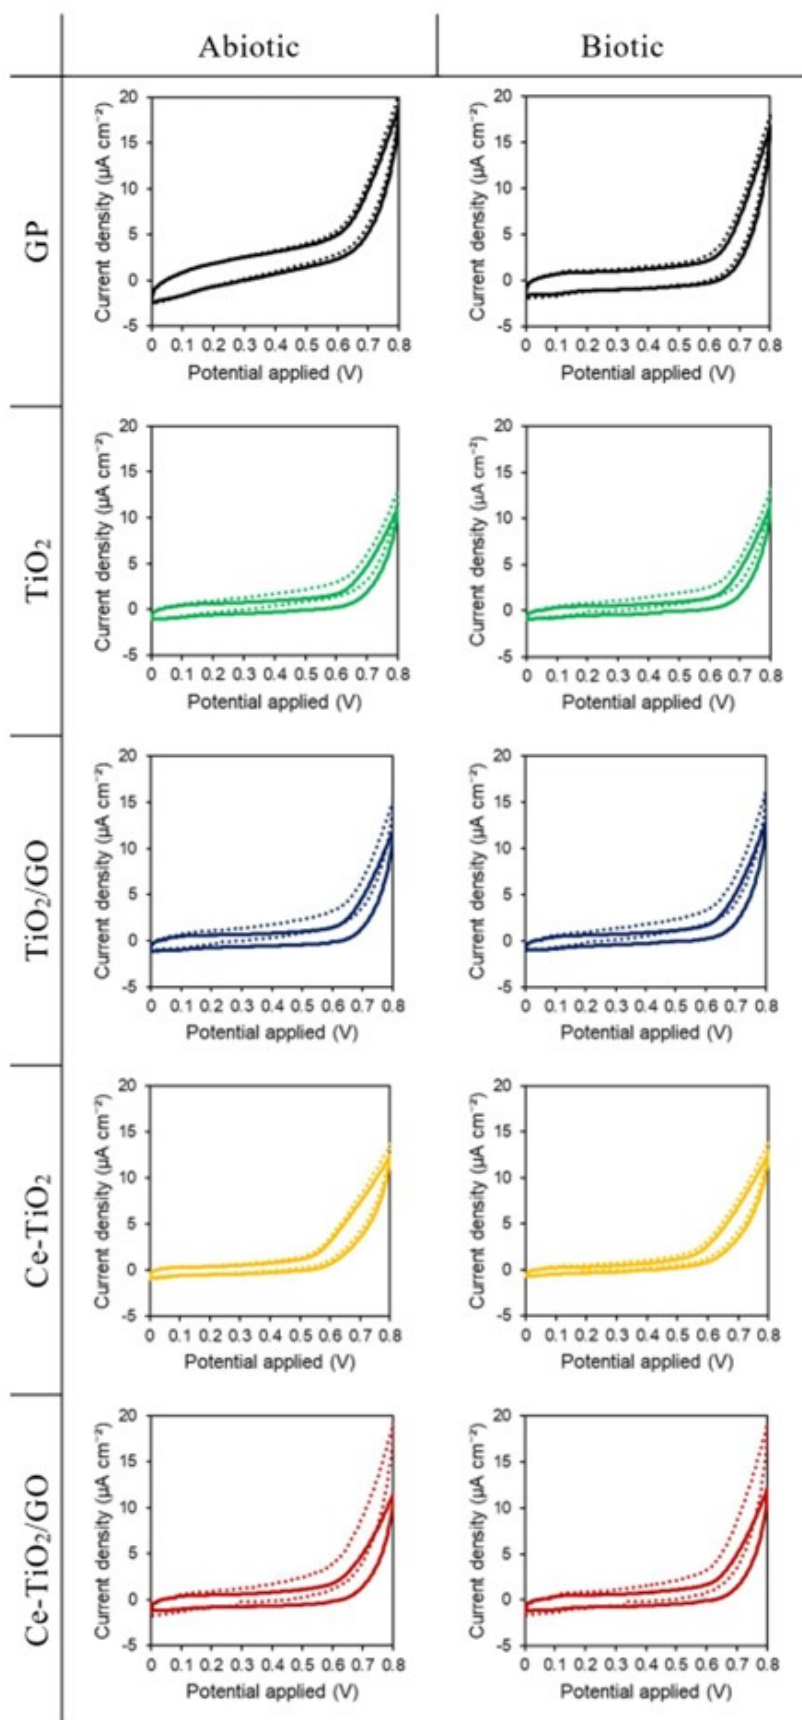 Abiotic Biotic
GP
Current density (µA cm⁻²)
20
15
10
5
0
-5
0 0.1 0.2 0.3 0.4 0.5 0.6 0.7 0.8
Potential applied (V)
Current density (µA cm⁻²)
20
15
10
5
0
-5
0 0.1 0.2 0.3 0.4 0.5 0.6 0.7 0.8
Potential applied (V)
TiO₂
Current density (µA cm⁻²)
20
15
10
5
0
-5
0 0.1 0.2 0.3 0.4 0.5 0.6 0.7 0.8
Potential applied (V)
Current density (µA cm⁻²)
20
15
10
5
0
-5
0 0.1 0.2 0.3 0.4 0.5 0.6 0.7 0.8
Potential applied (V)
TiO₂/GO
Current density (µA cm⁻²)
20
15
10
5
0
-5
0 0.1 0.2 0.3 0.4 0.5 0.6 0.7 0.8
Potential applied (V)
Current density (µA cm⁻²)
20
15
10
5
0
-5
0 0.1 0.2 0.3 0.4 0.5 0.6 0.7 0.8
Potential applied (V)
Ce-TiO₂
Current density (µA cm⁻²)
20
15
10
5
0
-5
0 0.1 0.2 0.3 0.4 0.5 0.6 0.7 0.8
Potential applied (V)
Current density (µA cm⁻²)
20
15
10
5
0
-5
0 0.1 0.2 0.3 0.4 0.5 0.6 0.7 0.8
Potential applied (V)
Ce-TiO₂/GO
Current density (µA cm⁻²)
20
15
10
5
0
-5
0 0.1 0.2 0.3 0.4 0.5 0.6 0.7 0.8
Potential applied (V)
Current density (µA cm⁻²)
20
15
10
5
0
-5
0 0.1 0.2 0.3 0.4 0.5 0.6 0.7 0.8
Potential applied (V)